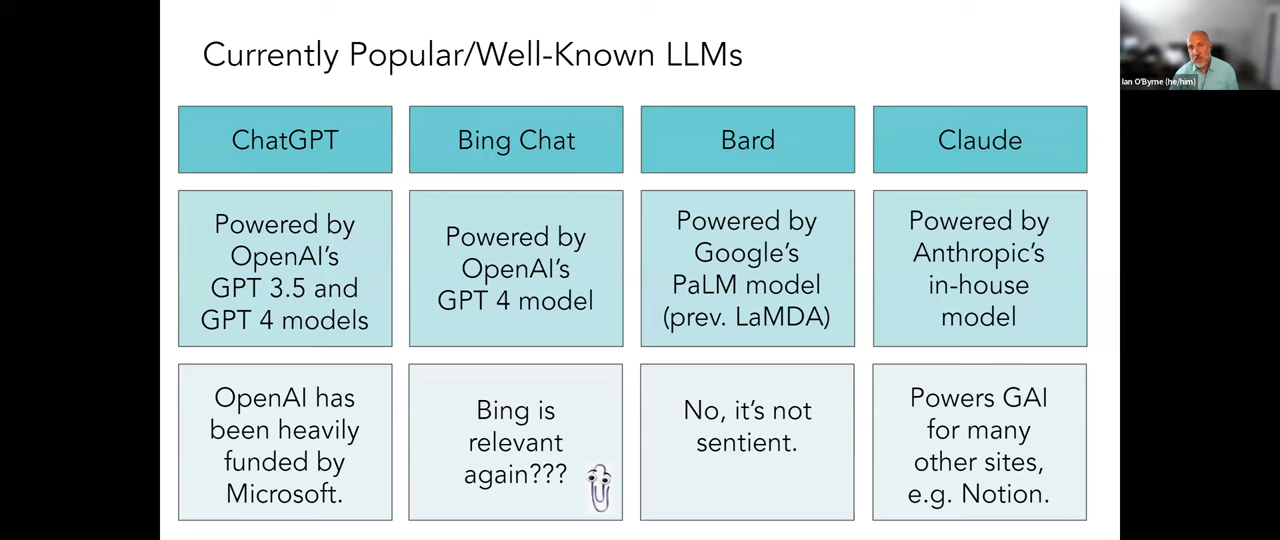 Currently Popular/Well-Known LLMs
Ian O'Byrne (he/him)
ChatGPT
Bing Chat
Bard
Claude
Powered by
OpenAI's
GPT 3.5 and
GPT 4 models
Powered by
OpenAI's
GPT 4 model
Powered by
Google's
PaLM model
(prev. LaMDA)
Powered by
Anthropic's
in-house
model
OpenAI has
been heavily
funded by
Microsoft.
Bing is
relevant
again???
No, it's not
sentient.
Powers GAI
for many
other sites,
e.g. Notion.